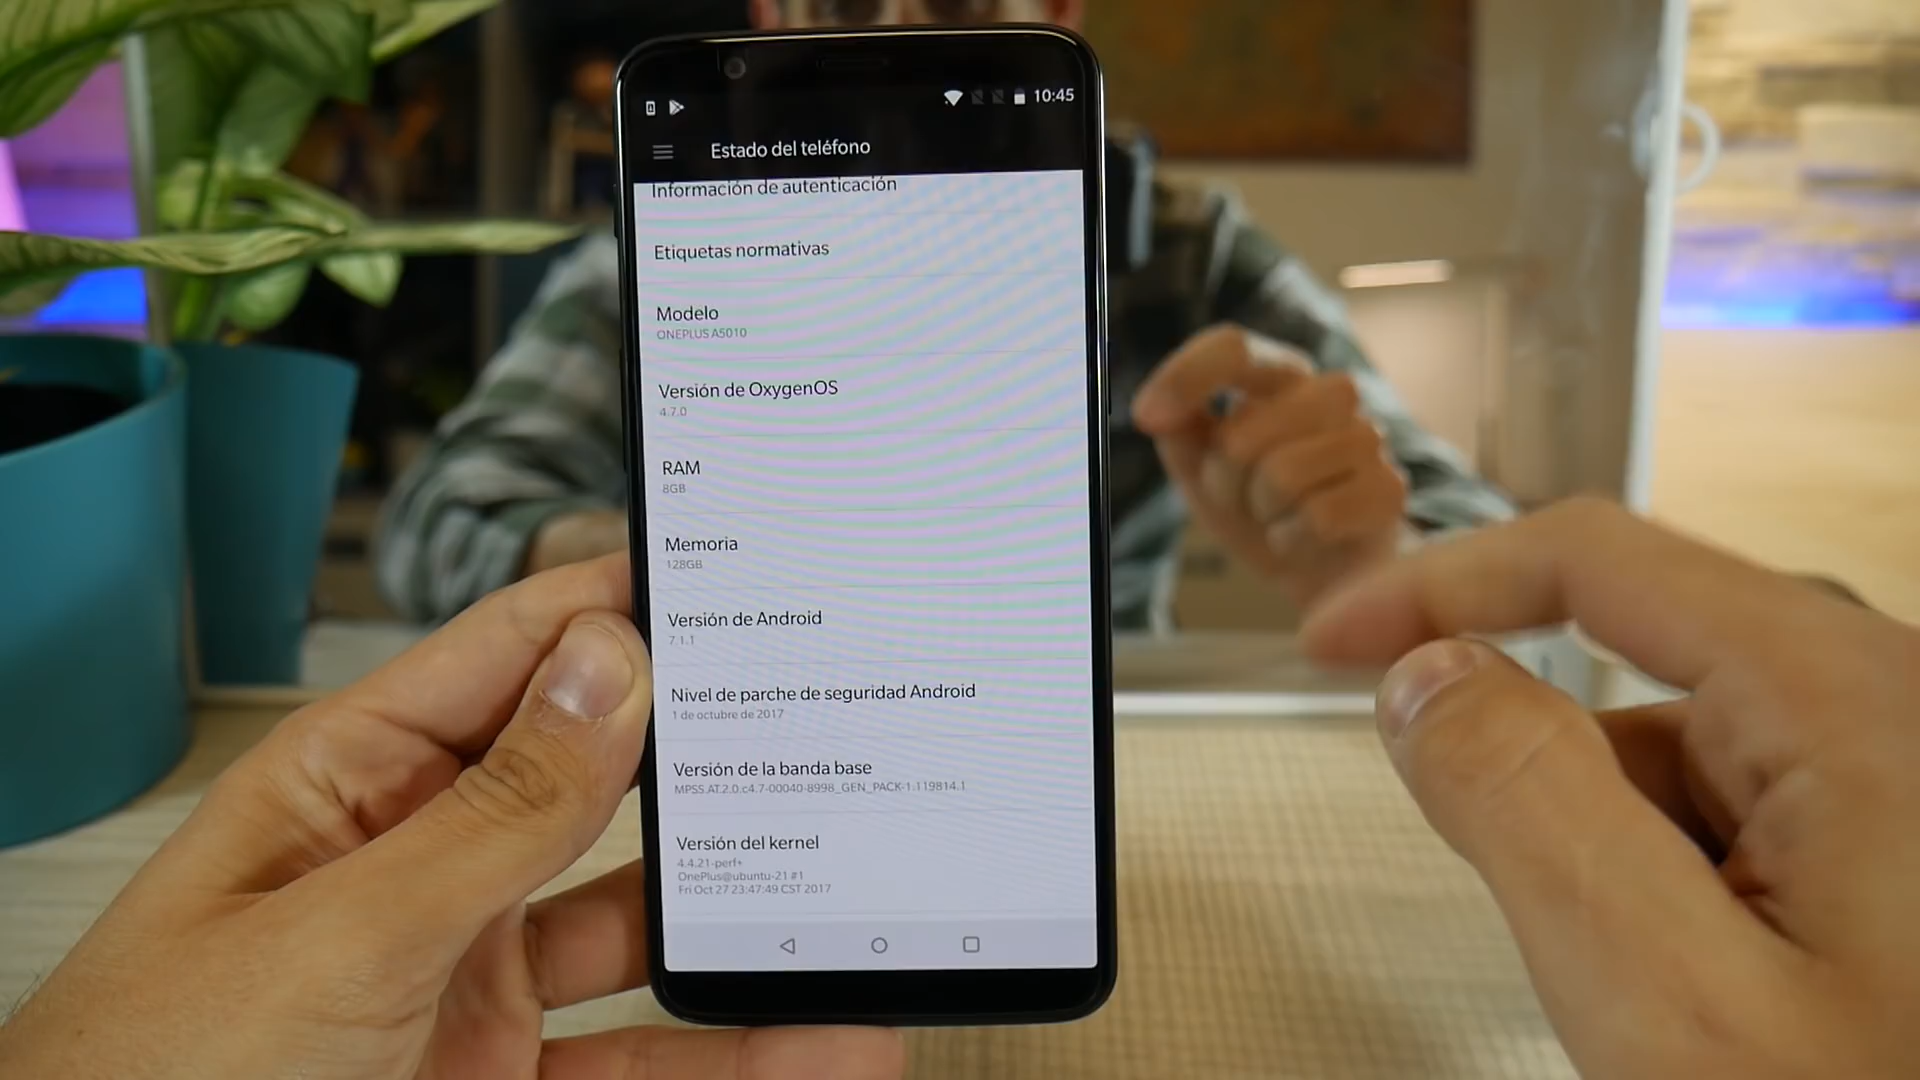 10:45
Estado del teléfono
Información de autenticación
Etiquetas normativas
Modelo
ONEPLUS A5010
Versión de OxygenOS
4.7.0
RAM
8GB
Memoria
128GB
Versión de Android
7.1.1
Nivel de parche de seguridad Android
1 de octubre de 2017
Versión de la banda base
MPSS.AT.2.0.c4.7-00040-8998_GEN_PACK-1.119814.1
Versión del kernel
4.4.21-perf+
OnePlus@ubuntu-21 #1
Fri Oct 27 23:47:49 CST 2017